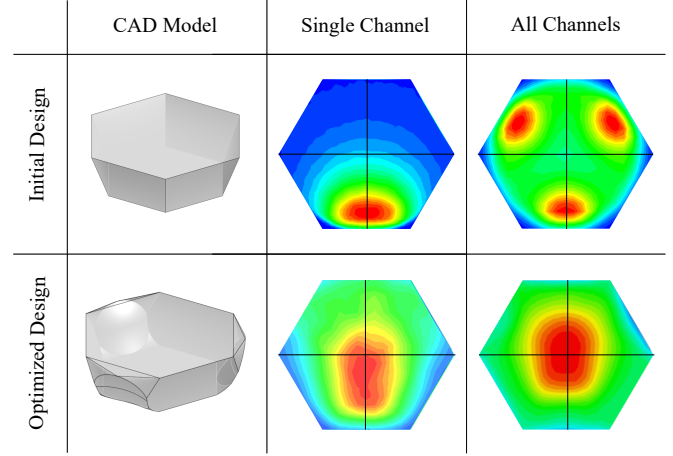 CAD Model
Single Channel
All Channels
Initial Design
Optimized Design